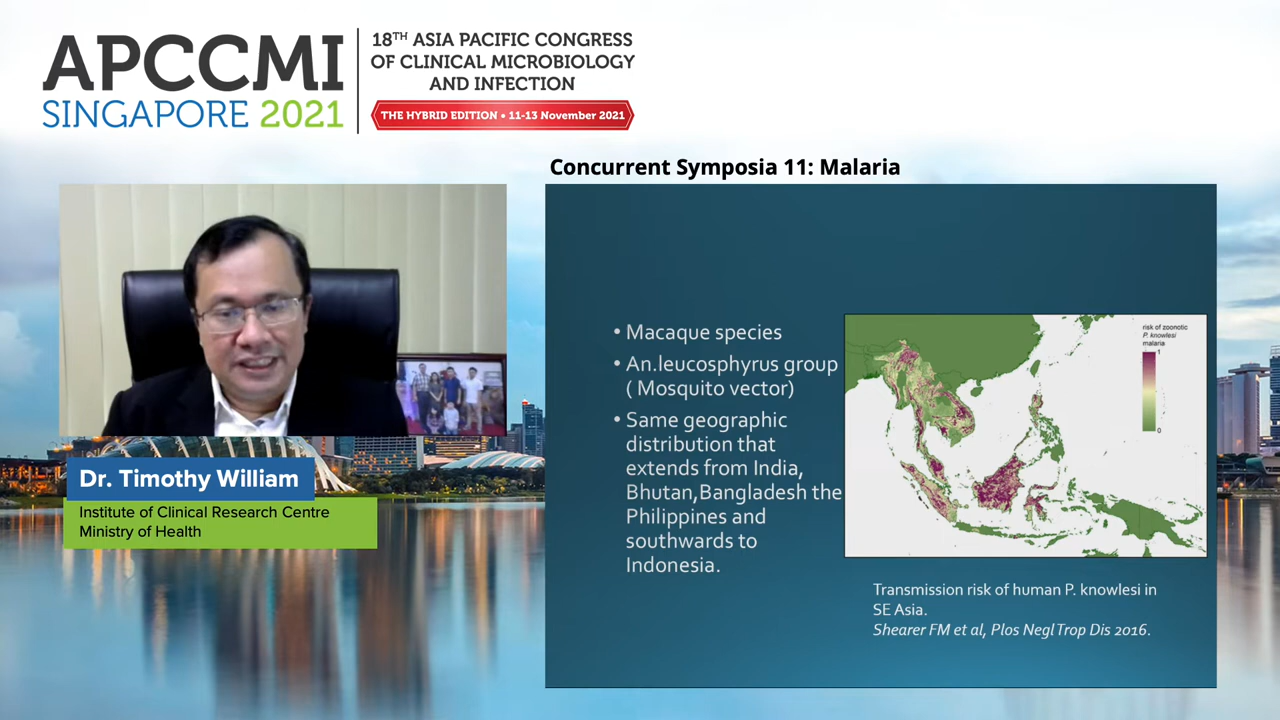 APCCMI
SINGAPORE 2021
18TH ASIA PACIFIC CONGRESS
OF CLINICAL MICROBIOLOGY
AND INFECTION
THE HYBRID EDITION • 11-13 November 2021
Concurrent Symposia 11: Malaria
Dr. Timothy William
Institute of Clinical Research Centre
Ministry of Health
• Macaque species
• An.leucosphyrus group
( Mosquito vector)
• Same geographic
distribution that
extends from India,
Bhutan,Bangladesh the
Philippines and
southwards to
Indonesia.
risk of zoonotic
P. knowlesi
malaria
1
0
Transmission risk of human P. knowlesi in
SE Asia.
Shearer FM et al, Plos Negl Trop Dis 2016.